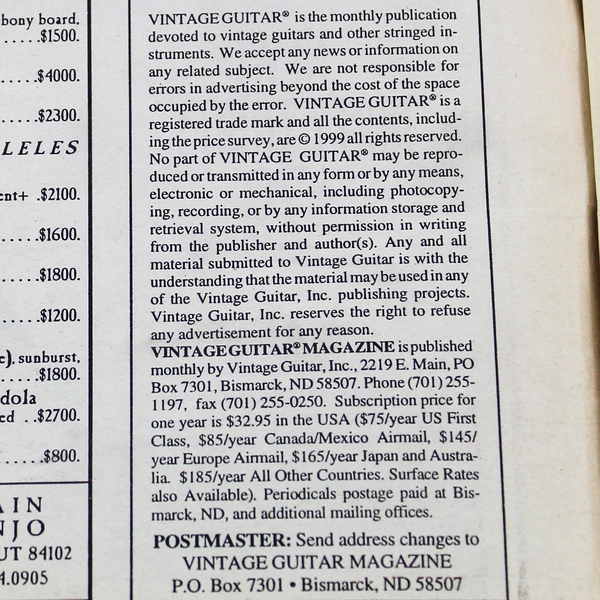 bony board.
.....$1500.
.....$4000.
.....$2300.
LELES
ent+ .$2100.
.....$1600.
.....$1800.
.....$1200.
e). sunburst,
.....$1800.
dola
ed ..$2700.
.....$800.
AIN
NJO
UT 84102
4.0905
VINTAGE GUITAR® is the monthly publication
devoted to vintage guitars and other stringed in-
struments. We accept any news or information on
any related subject. We are not responsible for
errors in advertising beyond the cost of the space
occupied by the error. VINTAGE GUITAR® is a
registered trade mark and all the contents, includ-
ing the price survey, are © 1999 all rights reserved.
No part of VINTAGE GUITAR® may be repro-
duced or transmitted in any form or by any means,
electronic or mechanical, including photocopy-
ing, recording, or by any information storage and
retrieval system, without permission in writing
from the publisher and author(s). Any and all
material submitted to Vintage Guitar is with the
understanding that the material may be used in any
of the Vintage Guitar, Inc. publishing projects.
Vintage Guitar, Inc. reserves the right to refuse
any advertisement for any reason.
VINTAGE GUITAR® MAGAZINE is published
monthly by Vintage Guitar, Inc., 2219 E. Main, PO
Box 7301, Bismarck, ND 58507. Phone (701) 255-
1197, fax (701) 255-0250. Subscription price for
one year is $32.95 in the USA ($75/year US First
Class, $85/year Canada/Mexico Airmail, $145/
year Europe Airmail, $165/year Japan and Austra-
lia. $185/year All Other Countries. Surface Rates
also Available). Periodicals postage paid at Bis-
marck, ND, and additional mailing offices.
POSTMASTER: Send address changes to
VINTAGE GUITAR MAGAZINE
P.O. Box 7301 • Bismarck, ND 58507